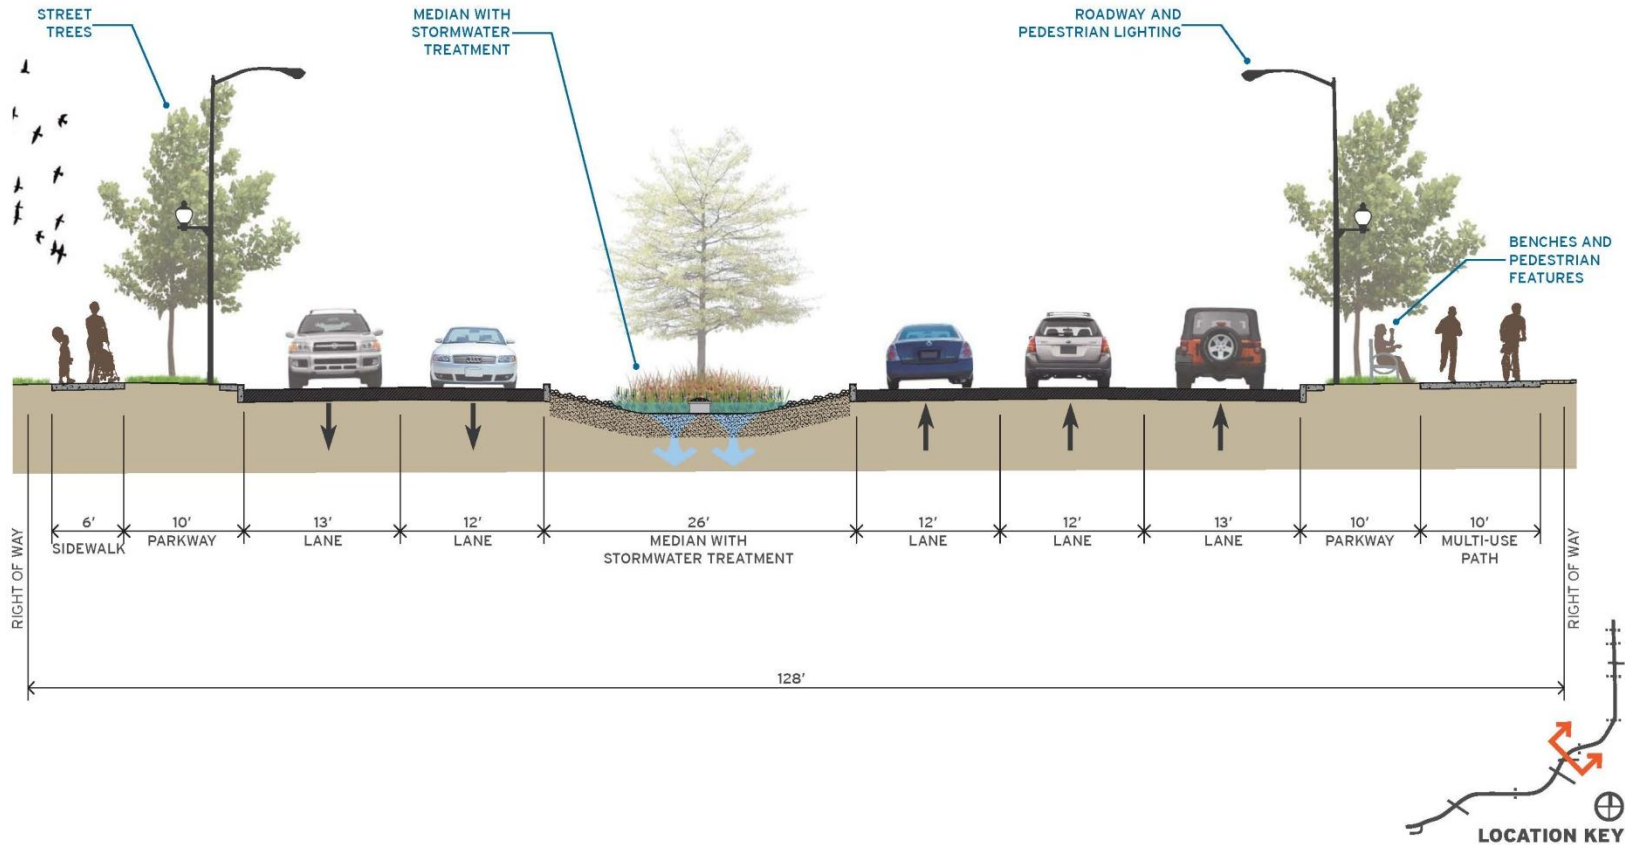 STREET
TREES
MEDIAN WITH
STORMWATER
TREATMENT
ROADWAY AND
PEDESTRIAN LIGHTING
BENCHES AND
PEDESTRIAN
FEATURES
6' 10' 13' 12' 26' 12' 12' 13' 10' 10'
SIDEWALK PARKWAY LANE LANE MEDIAN WITH LANE LANE LANE PARKWAY MULTI-USE
STORMWATER TREATMENT PATH
RIGHT OF WAY
RIGHT OF WAY
128'
LOCATION KEY